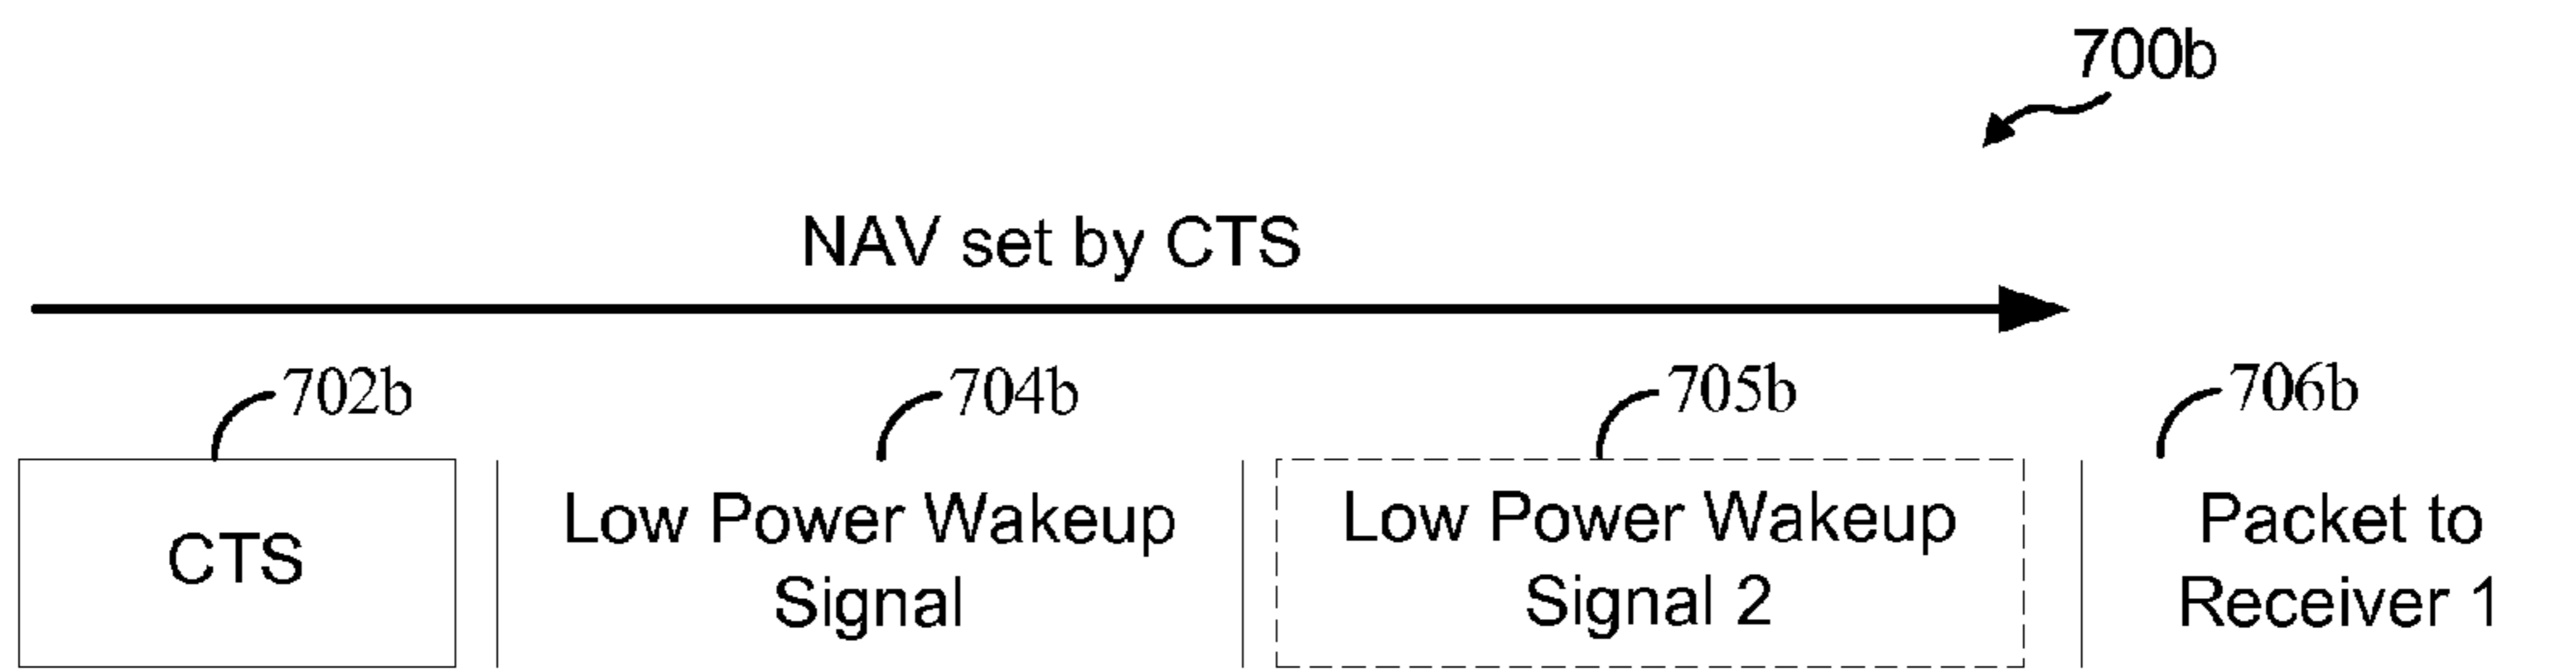 700b
NAV set by CTS
702b
704b
705b
706b
CTS
Low Power Wakeup
Signal
Low Power Wakeup
Signal 2
Packet to
Receiver 1